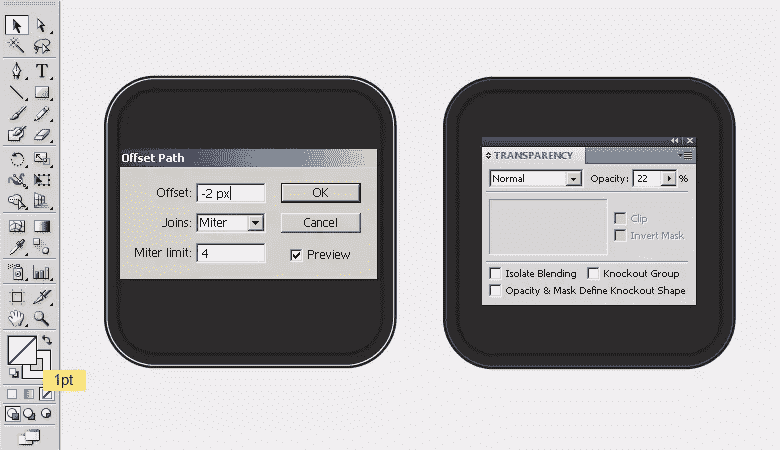 Offset Path
Offset: -2 px OK
Joins: Miter Cancel
Miter limit: 4 Preview
TRANSPARENCY
Normal Opacity: 22 %
Clip
Invert Mask
Isolate Blending Knockout Group
Opacity & Mask Define Knockout Shape
1pt